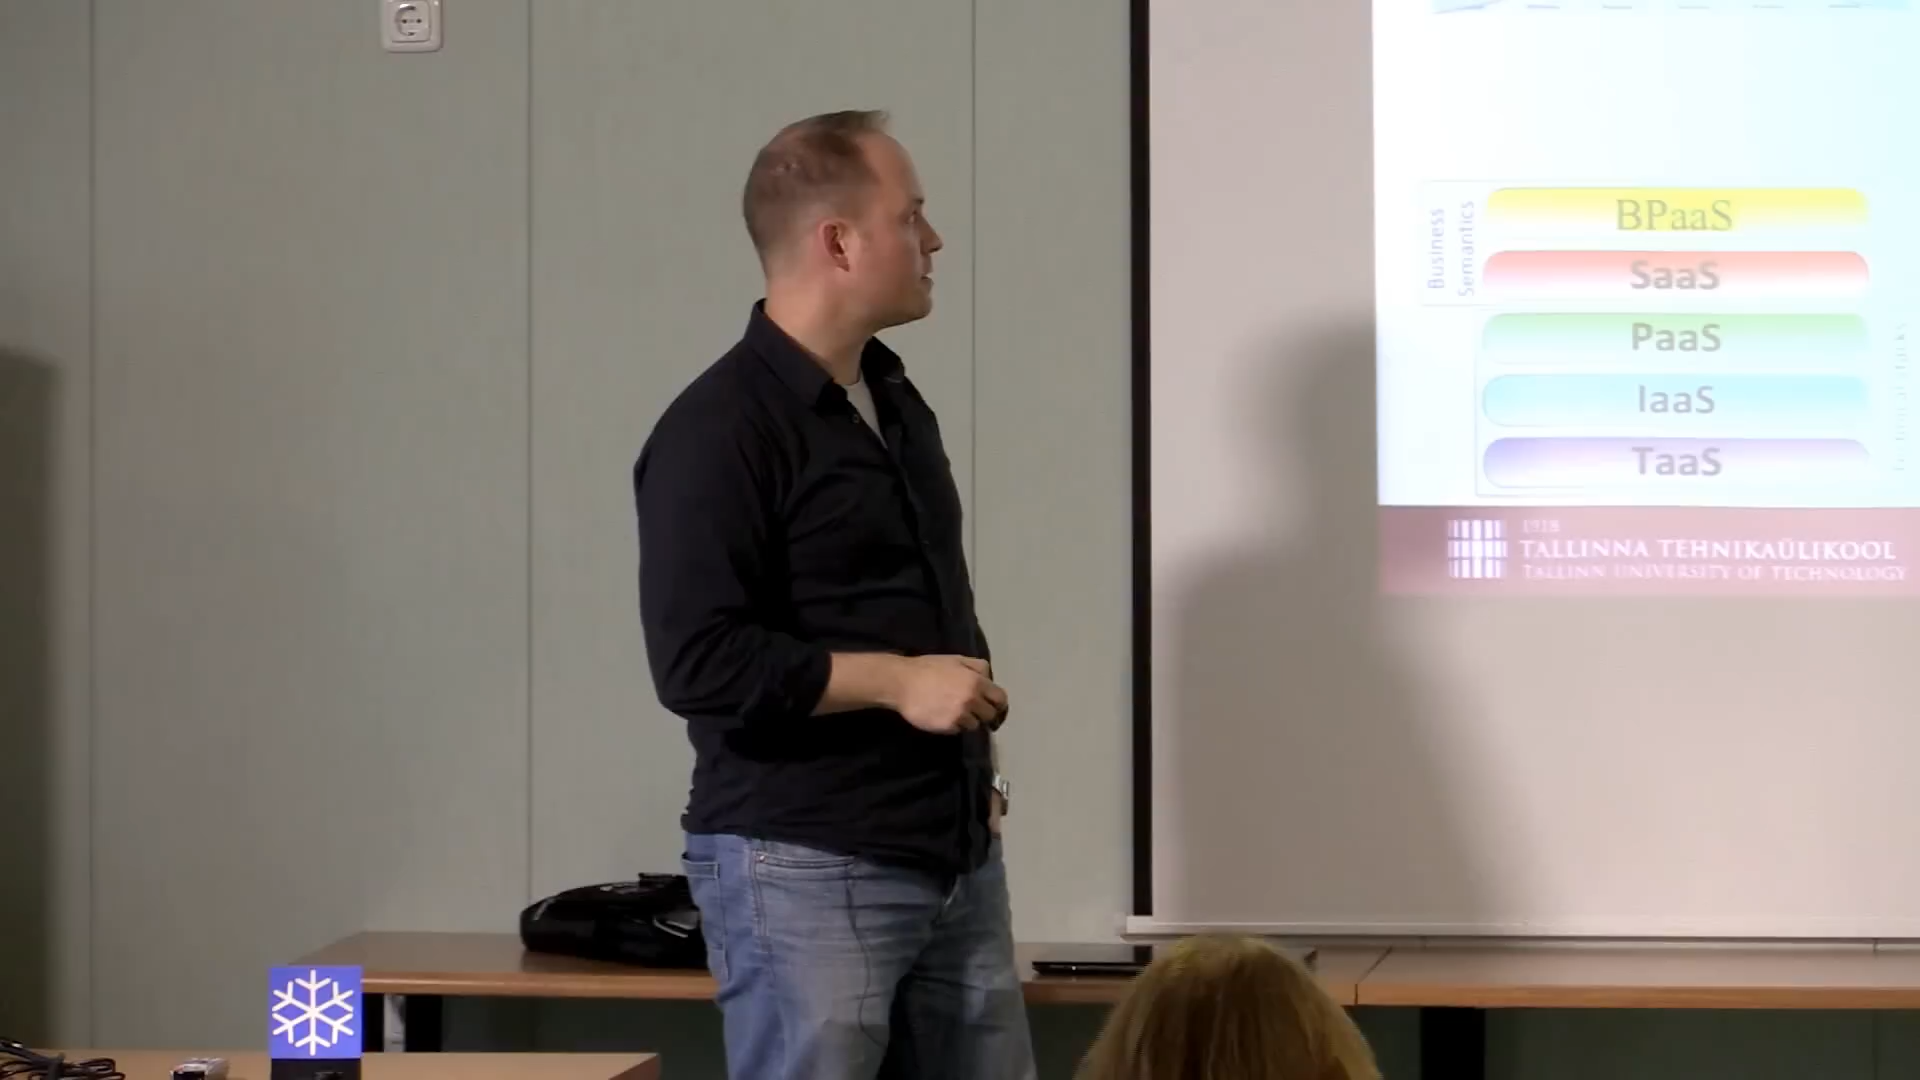 Business
Semantics
BPaaS
SaaS
PaaS
IaaS
TaaS
1918
TALLINNA TEHNIKAÜLIKOOL
TALLINN UNIVERSITY OF TECHNOLOGY